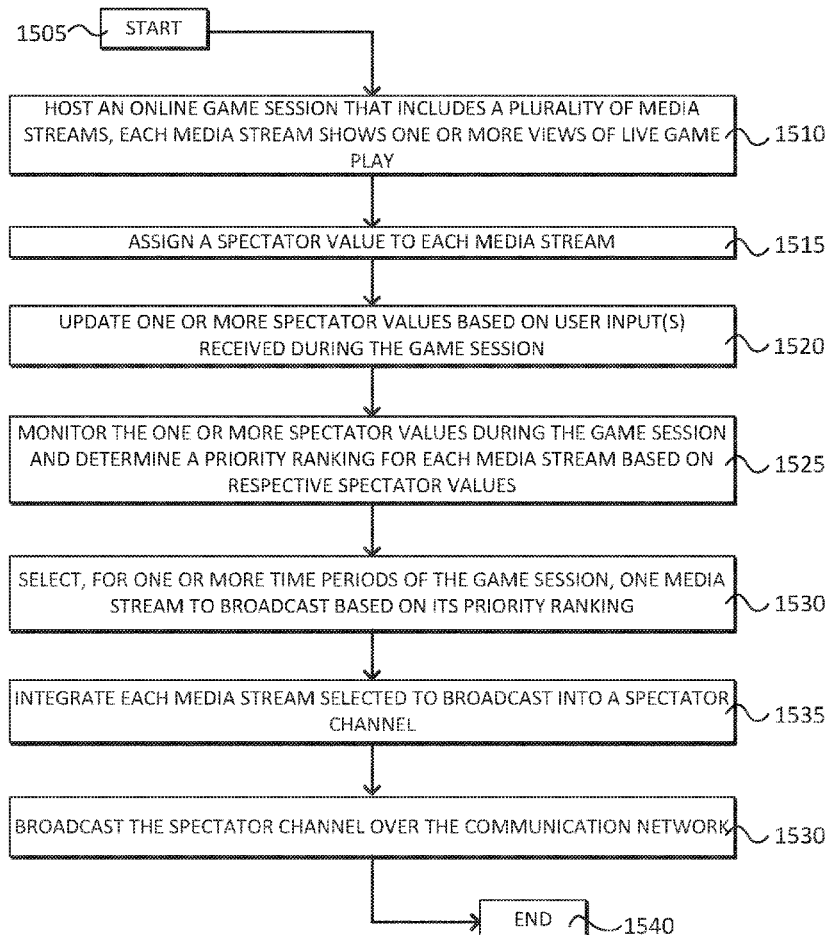 START
1505
HOST AN ONLINE GAME SESSION THAT INCLUDES A PLURALITY OF MEDIA
STREAMS, EACH MEDIA STREAM SHOWS ONE OR MORE VIEWS OF LIVE GAME
PLAY
1510
ASSIGN A SPECTATOR VALUE TO EACH MEDIA STREAM
1515
UPDATE ONE OR MORE SPECTATOR VALUES BASED ON USER INPUT(S)
RECEIVED DURING THE GAME SESSION
1520
MONITOR THE ONE OR MORE SPECTATOR VALUES DURING THE GAME SESSION
AND DETERMINE A PRIORITY RANKING FOR EACH MEDIA STREAM BASED ON
RESPECTIVE SPECTATOR VALUES
1525
SELECT, FOR ONE OR MORE TIME PERIODS OF THE GAME SESSION, ONE MEDIA
STREAM TO BROADCAST BASED ON ITS PRIORITY RANKING
1530
INTEGRATE EACH MEDIA STREAM SELECTED TO BROADCAST INTO A SPECTATOR
CHANNEL
1535
BROADCAST THE SPECTATOR CHANNEL OVER THE COMMUNICATION NETWORK
1530
END
1540